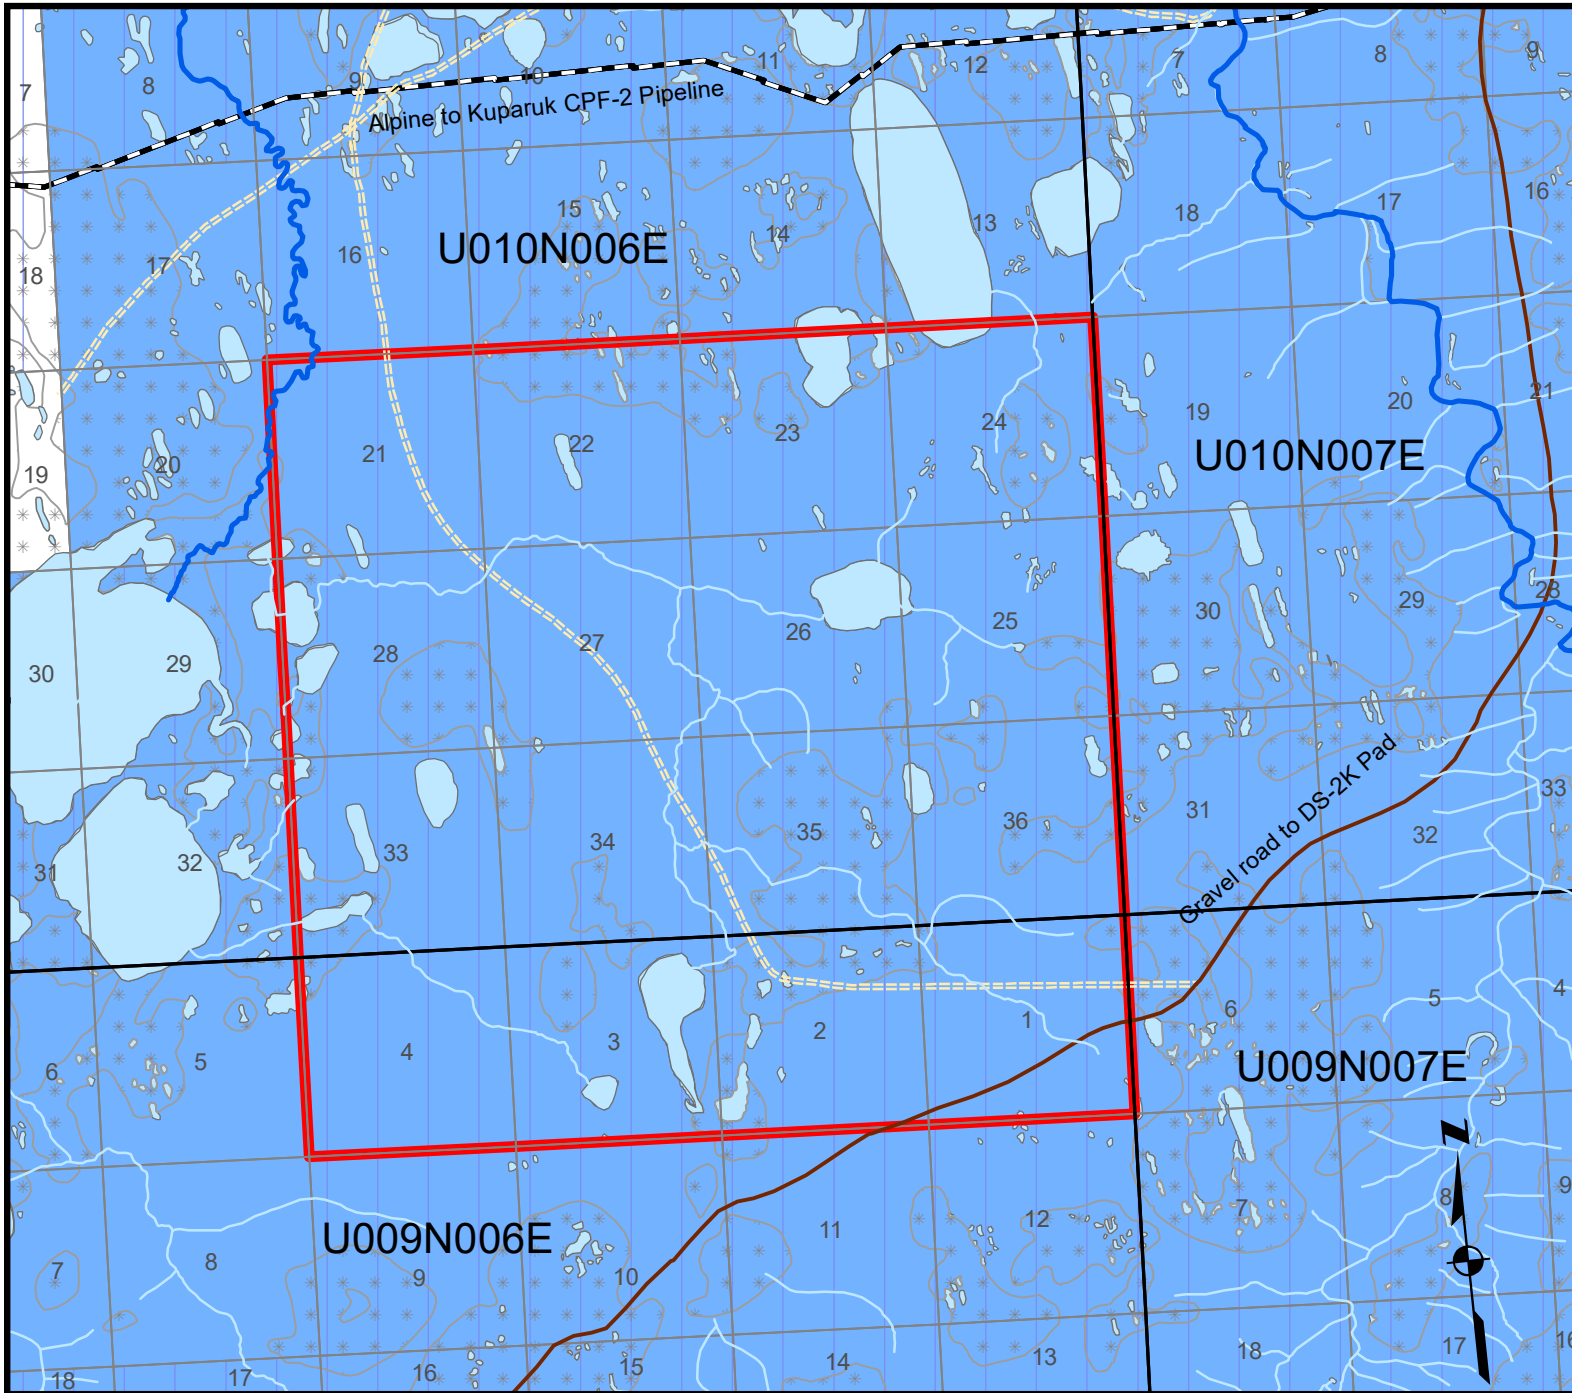 7 8 9 10 11 12 7 8 9
Alpine to Kuparuk CPF-2 Pipeline
18 17 16 15 14 13 18 17 16
U010N006E
19 20 21 22 23 24 19 20 21
U010N007E
30 29 28 27 26 25 30 29 28
31 32 33 34 35 36 31 32 33
Gravel road to DS-2K Pad
6 5 4 3 2 1 6 5 4
U009N007E
N
U009N006E
7 8 9 10 11 12 7 8 9
18 17 16 15 14 13 18 17 16